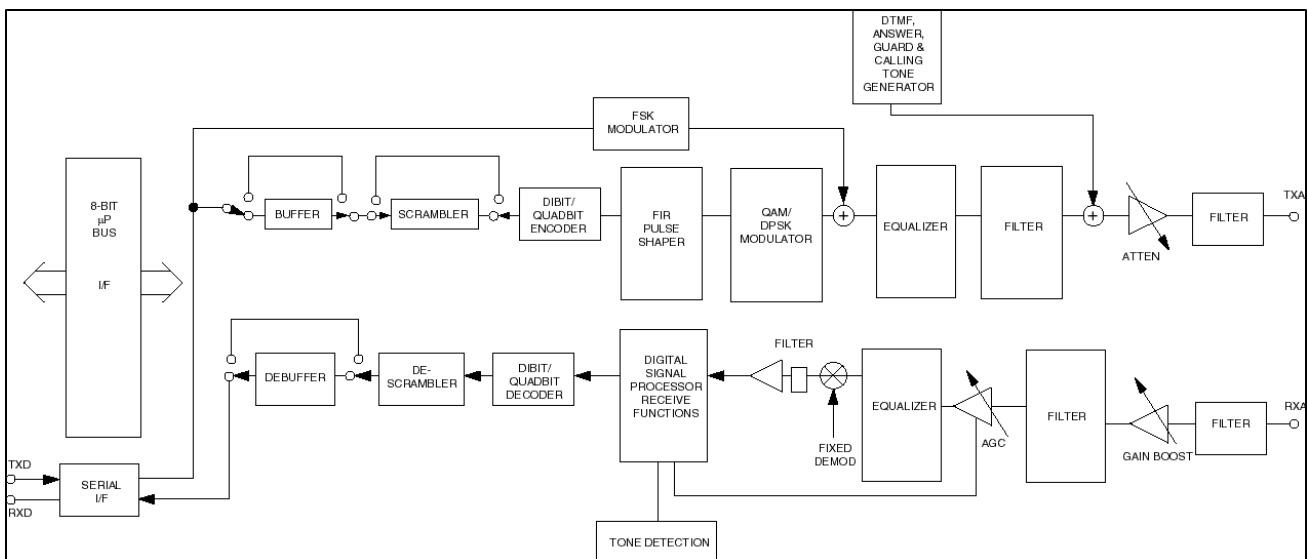 DTMF,
ANSWER,
GUARD &
CALLING
TONE
GENERATOR
FSK
MODULATOR
8-BIT
µP
BUS
I/F
BUFFER
SCRAMBLER
DIBIT/
QUADBIT
ENCODER
FIR
PULSE
SHAPER
QAM/
DPSK
MODULATOR
+
EQUALIZER
FILTER
+
ATTEN
FILTER
TXA
DEBUFFER
DE-
SCRAMBLER
DIBIT/
QUADBIT
DECODER
DIGITAL
SIGNAL
PROCESSOR
RECEIVE
FUNCTIONS
FILTER
FIXED
DEMOD
EQUALIZER
AGC
FILTER
GAIN BOOST
FILTER
RXA
TXD
RXD
SERIAL
I/F
TONE DETECTION